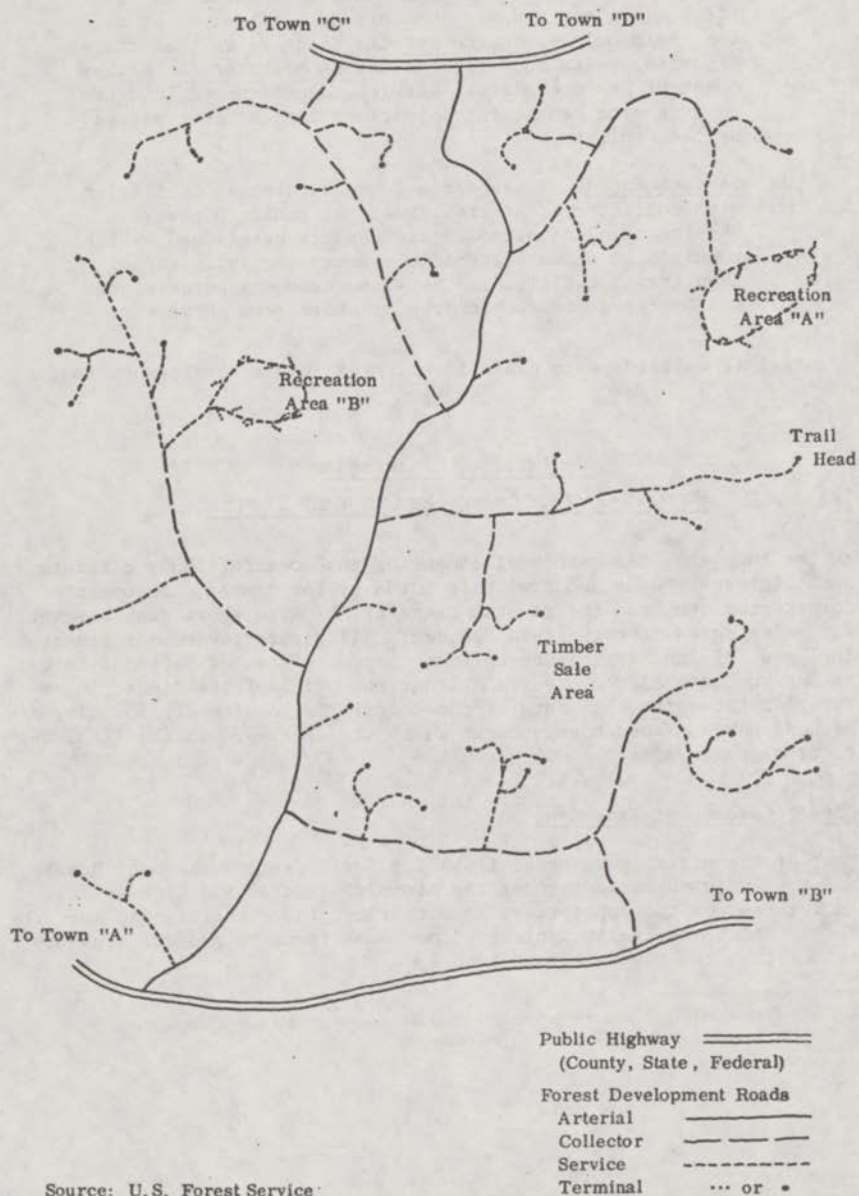 To Town "C"
To Town "D"
Recreation
Area "A"
Recreation
Area "B"
Trail
Head
Timber
Sale
Area
To Town "B"
To Town "A"
Public Highway
(County, State, Federal)
Forest Development Roads
Arterial
Collector
Service
Terminal ... or •
Source: U.S. Forest Service